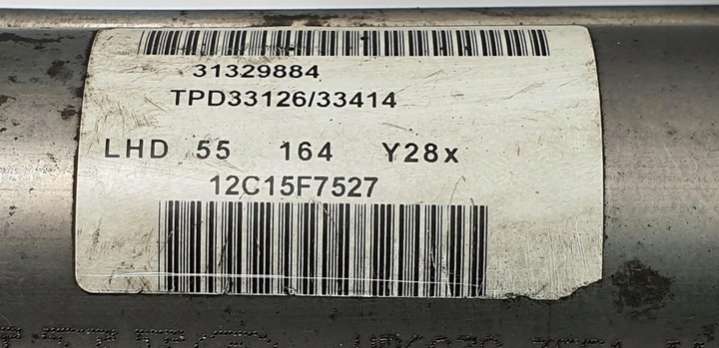 31329884
TPD33126/33414
LHD 55 164 Y28x
12C15F7527